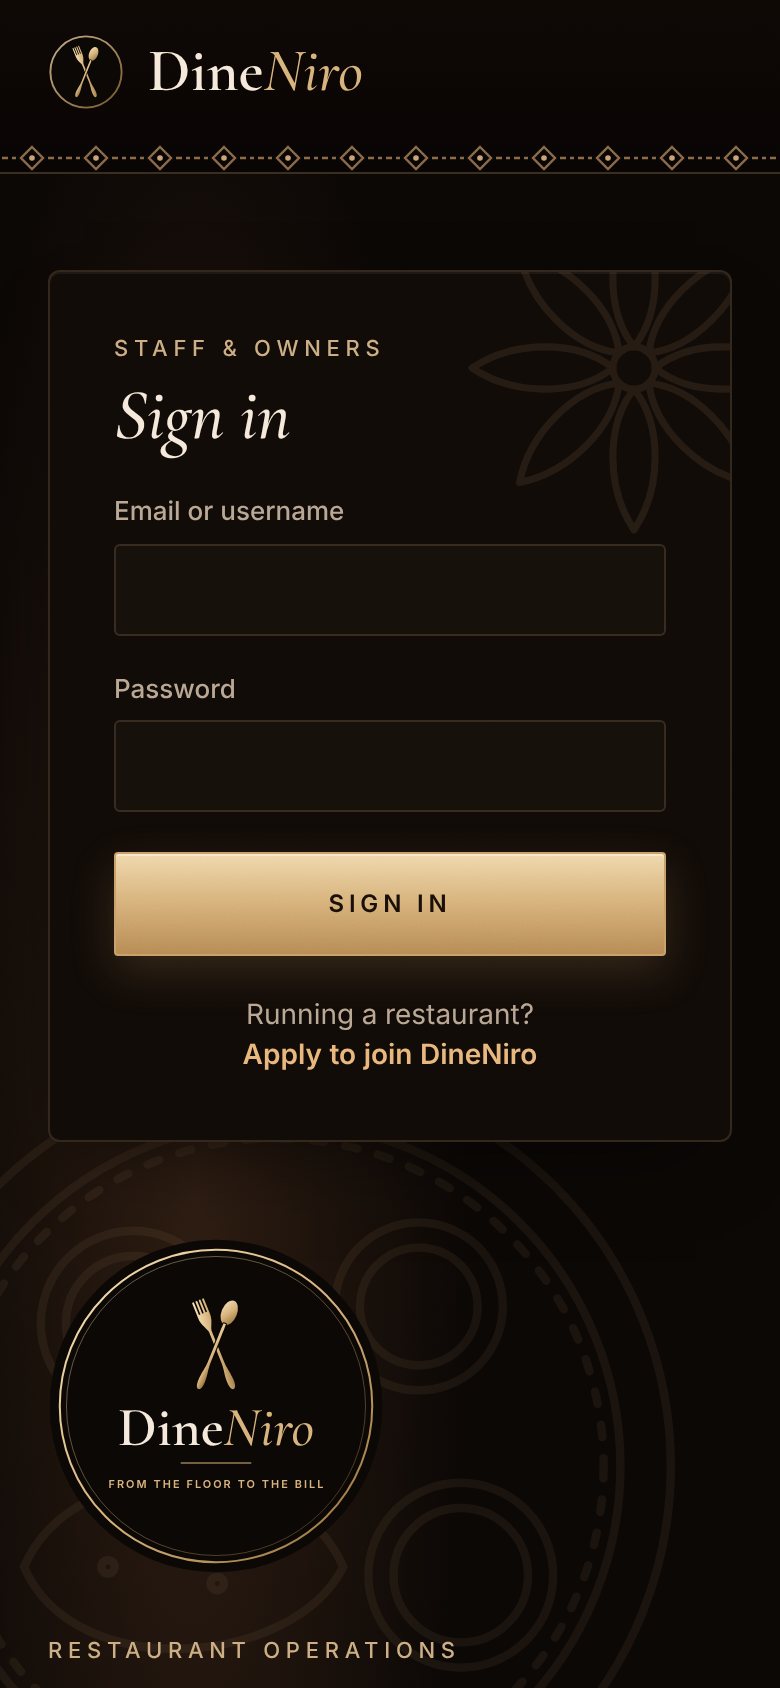 DineNiro
STAFF & OWNERS
Sign in
Email or username
Password
SIGN IN
Running a restaurant?
Apply to join DineNiro
DineNiro
FROM THE FLOOR TO THE BILL
RESTAURANT OPERATIONS